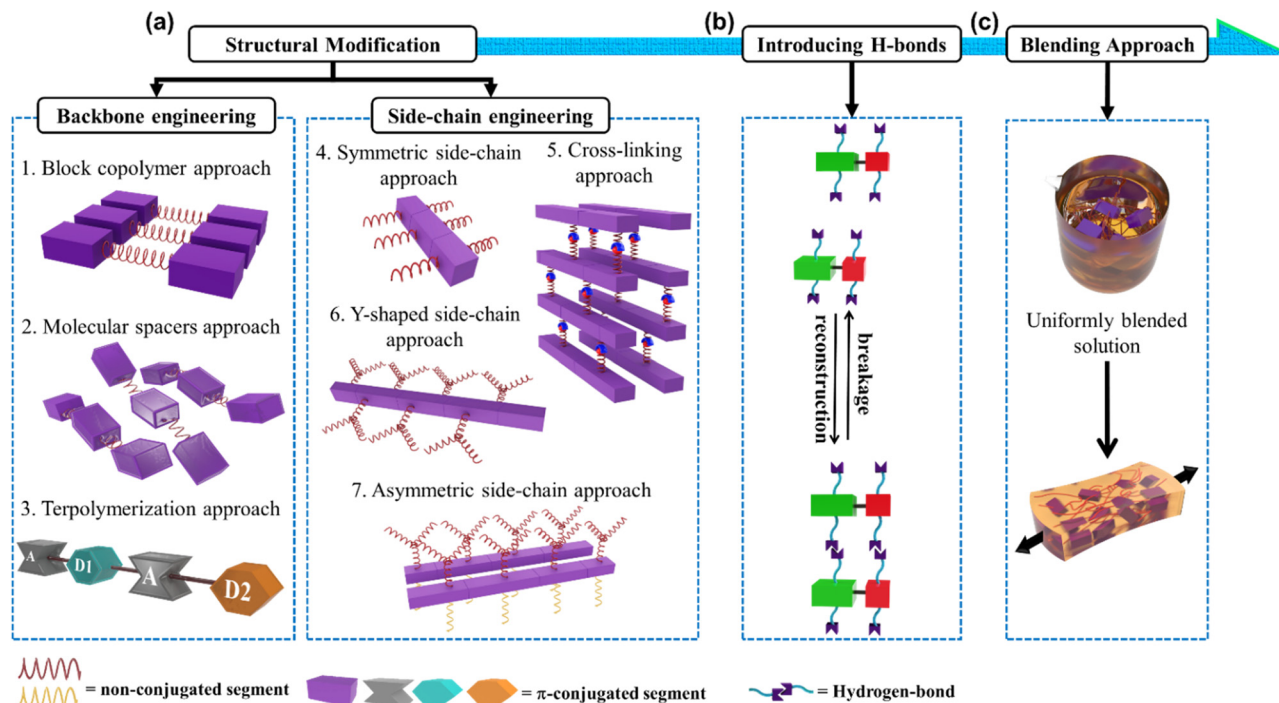 (a)
Structural Modification
(b)
Introducing H-bonds
(c)
Blending Approach
Backbone engineering
1. Block copolymer approach
2. Molecular spacers approach
3. Terpolymerization approach
A
D1
A
D2
Side-chain engineering
4. Symmetric side-chain
approach
5. Cross-linking
approach
6. Y-shaped side-chain
approach
7. Asymmetric side-chain approach
reconstruction
breakage
Uniformly blended
solution
= non-conjugated segment
= π-conjugated segment
= Hydrogen-bond